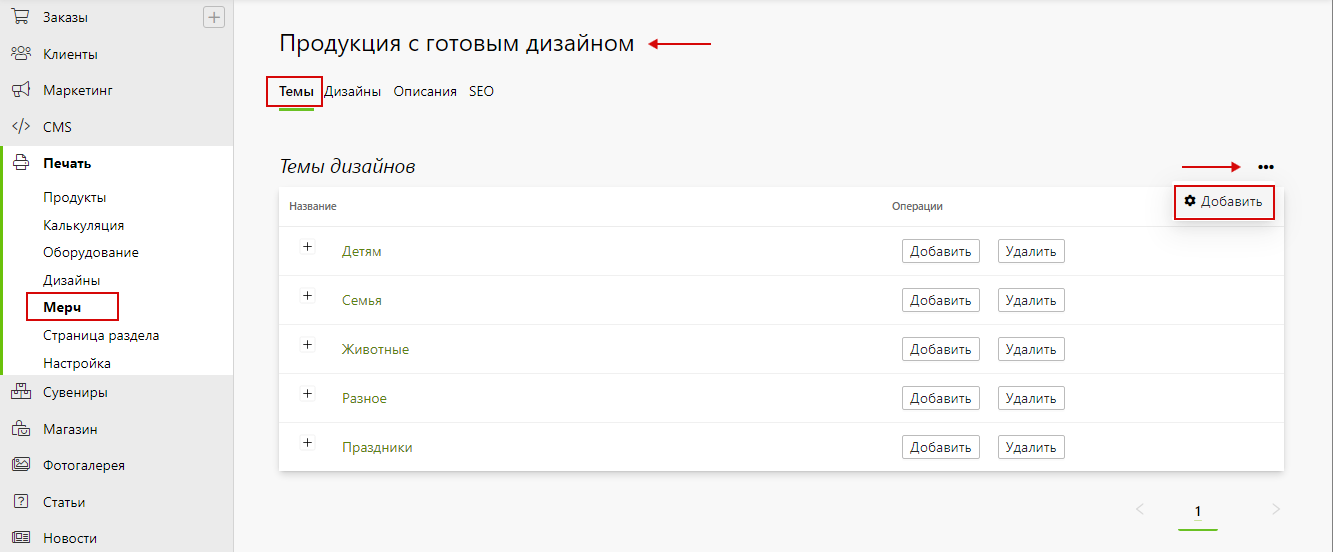 Заказы
Клиенты
Маркетинг
CMS
Печать
Продукты
Калькуляция
Оборудование
Дизайны
Мерч
Страница раздела
Настройка
Сувениры
Магазин
Фотогалерея
Статьи
Новости
Продукция с готовым дизайном
Темы Дизайны Описания SEO
Темы дизайнов
Добавить
Название Операции
Детям Добавить Удалить
Семья Добавить Удалить
Животные Добавить Удалить
Разное Добавить Удалить
Праздники Добавить Удалить
1